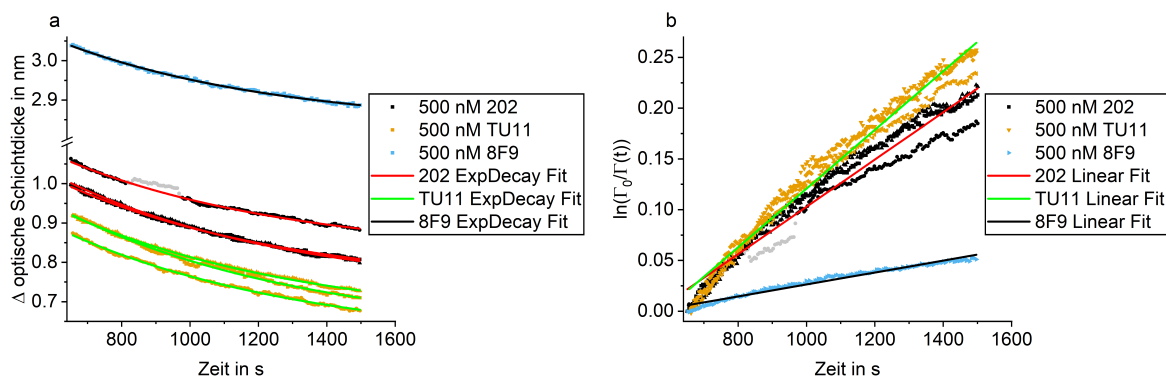 a
Δ optische Schichtdicke in nm
3.0
2.9
1.0
0.9
0.8
0.7
800
1000
1200
1400
1600
Zeit in s
500 nM 202
500 nM TU11
500 nM 8F9
202 ExpDecay Fit
TU11 ExpDecay Fit
8F9 ExpDecay Fit
b
ln(Γ₀/Γ(t))
0.25
0.20
0.15
0.10
0.05
0.00
800
1000
1200
1400
1600
Zeit in s
500 nM 202
500 nM TU11
500 nM 8F9
202 Linear Fit
TU11 Linear Fit
8F9 Linear Fit